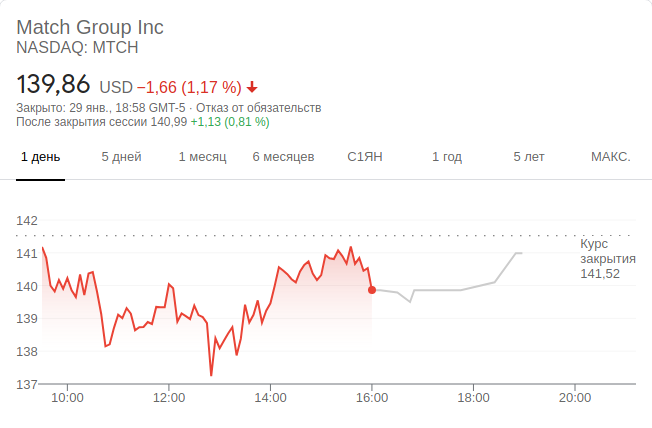 Match Group Inc
NASDAQ: MTCH
139,86 USD −1,66 (1,17 %)
Закрыто: 29 янв., 18:58 GMT-5 · Отказ от обязательств
После закрытия сессии 140,99 +1,13 (0,81 %)
1 день 5 дней 1 месяц 6 месяцев С1ЯН 1 год 5 лет МАКС.
142
141
140
139
138
137
Курс
закрытия
141,52
10:00 12:00 14:00 16:00 18:00 20:00